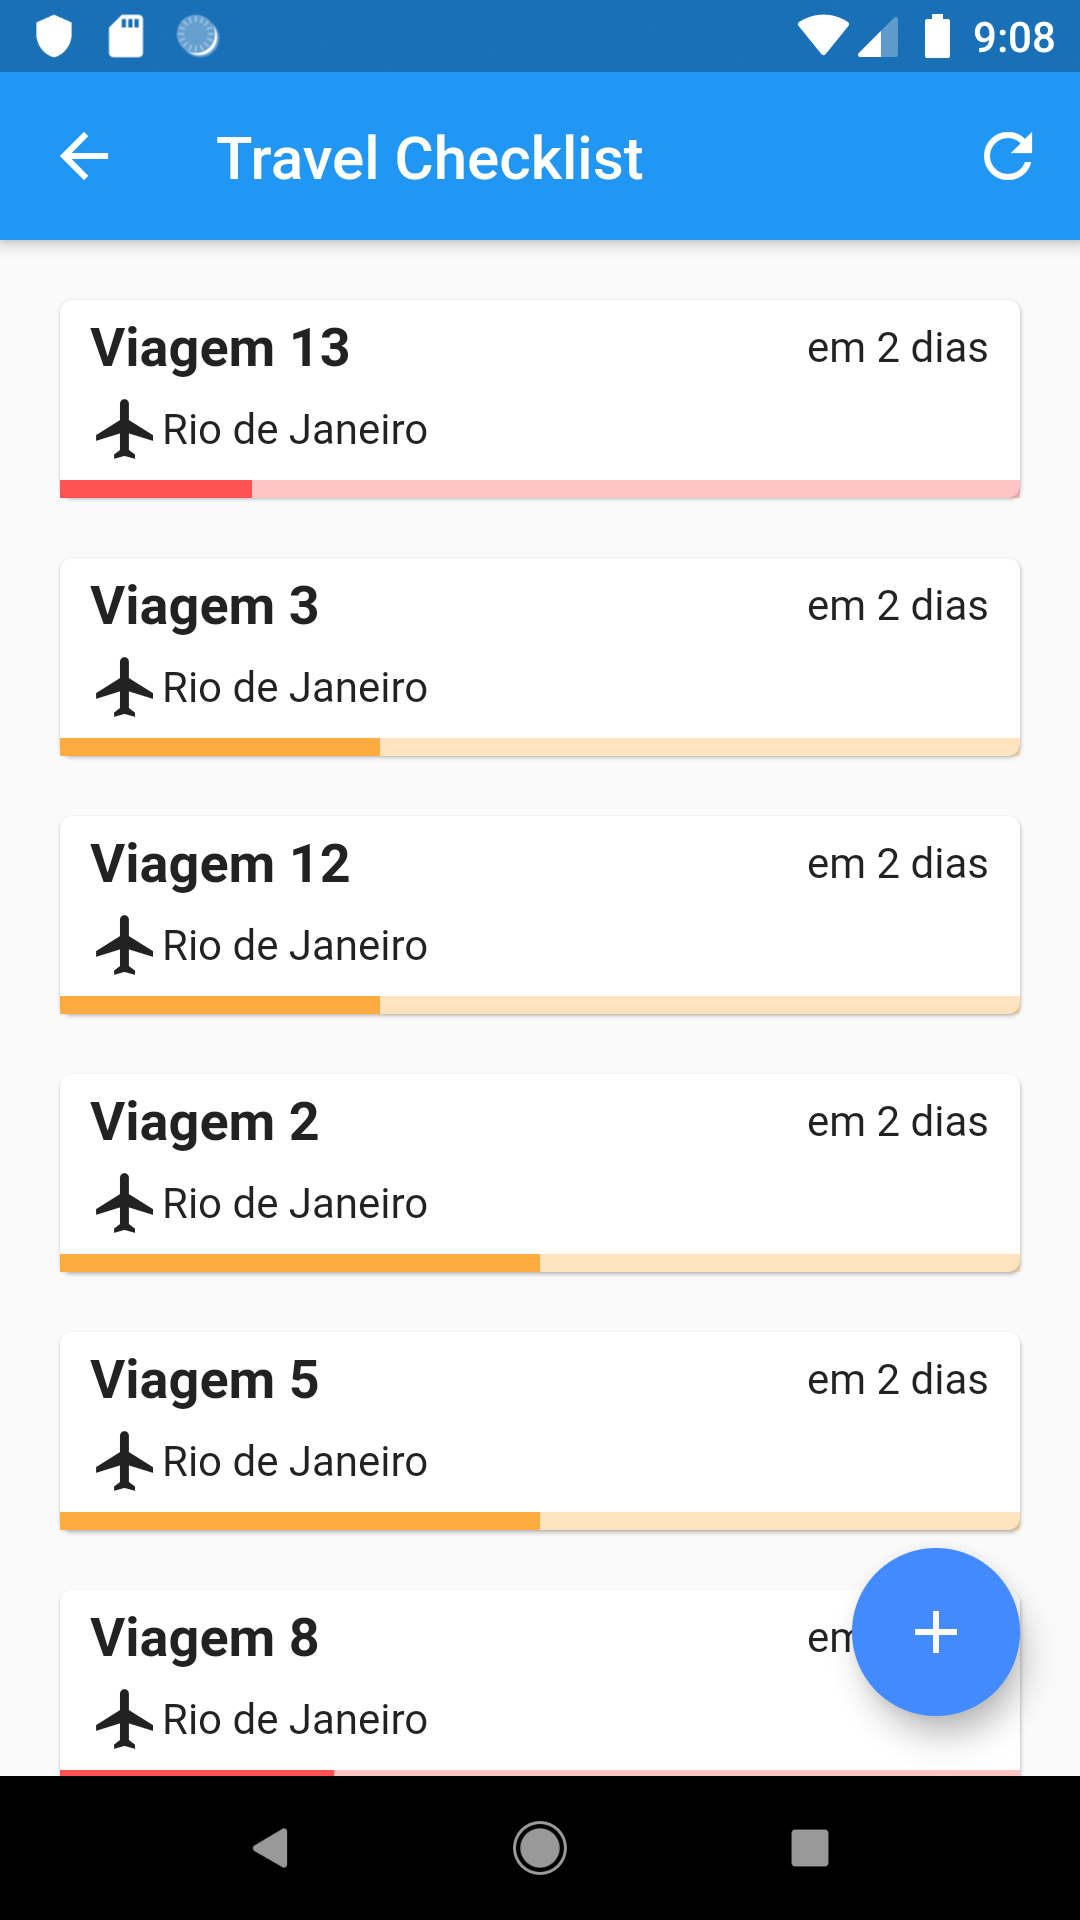 9:08
Travel Checklist
Viagem 13
em 2 dias
Rio de Janeiro
Viagem 3
em 2 dias
Rio de Janeiro
Viagem 12
em 2 dias
Rio de Janeiro
Viagem 2
em 2 dias
Rio de Janeiro
Viagem 5
em 2 dias
Rio de Janeiro
Viagem 8
Rio de Janeiro